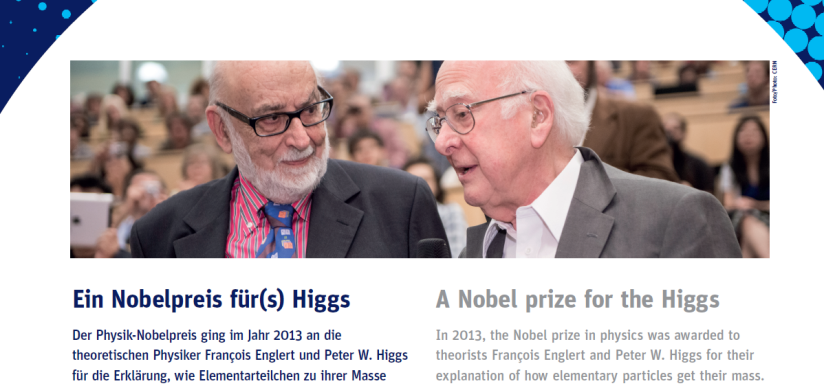 Foto/Photo: CERN
Ein Nobelpreis für(s) Higgs
Der Physik-Nobelpreis ging im Jahr 2013 an die
theoretischen Physiker François Englert und Peter W. Higgs
für die Erklärung, wie Elementarteilchen zu ihrer Masse
A Nobel prize for the Higgs
In 2013, the Nobel prize in physics was awarded to
theorists François Englert and Peter W. Higgs for their
explanation of how elementary particles get their mass.